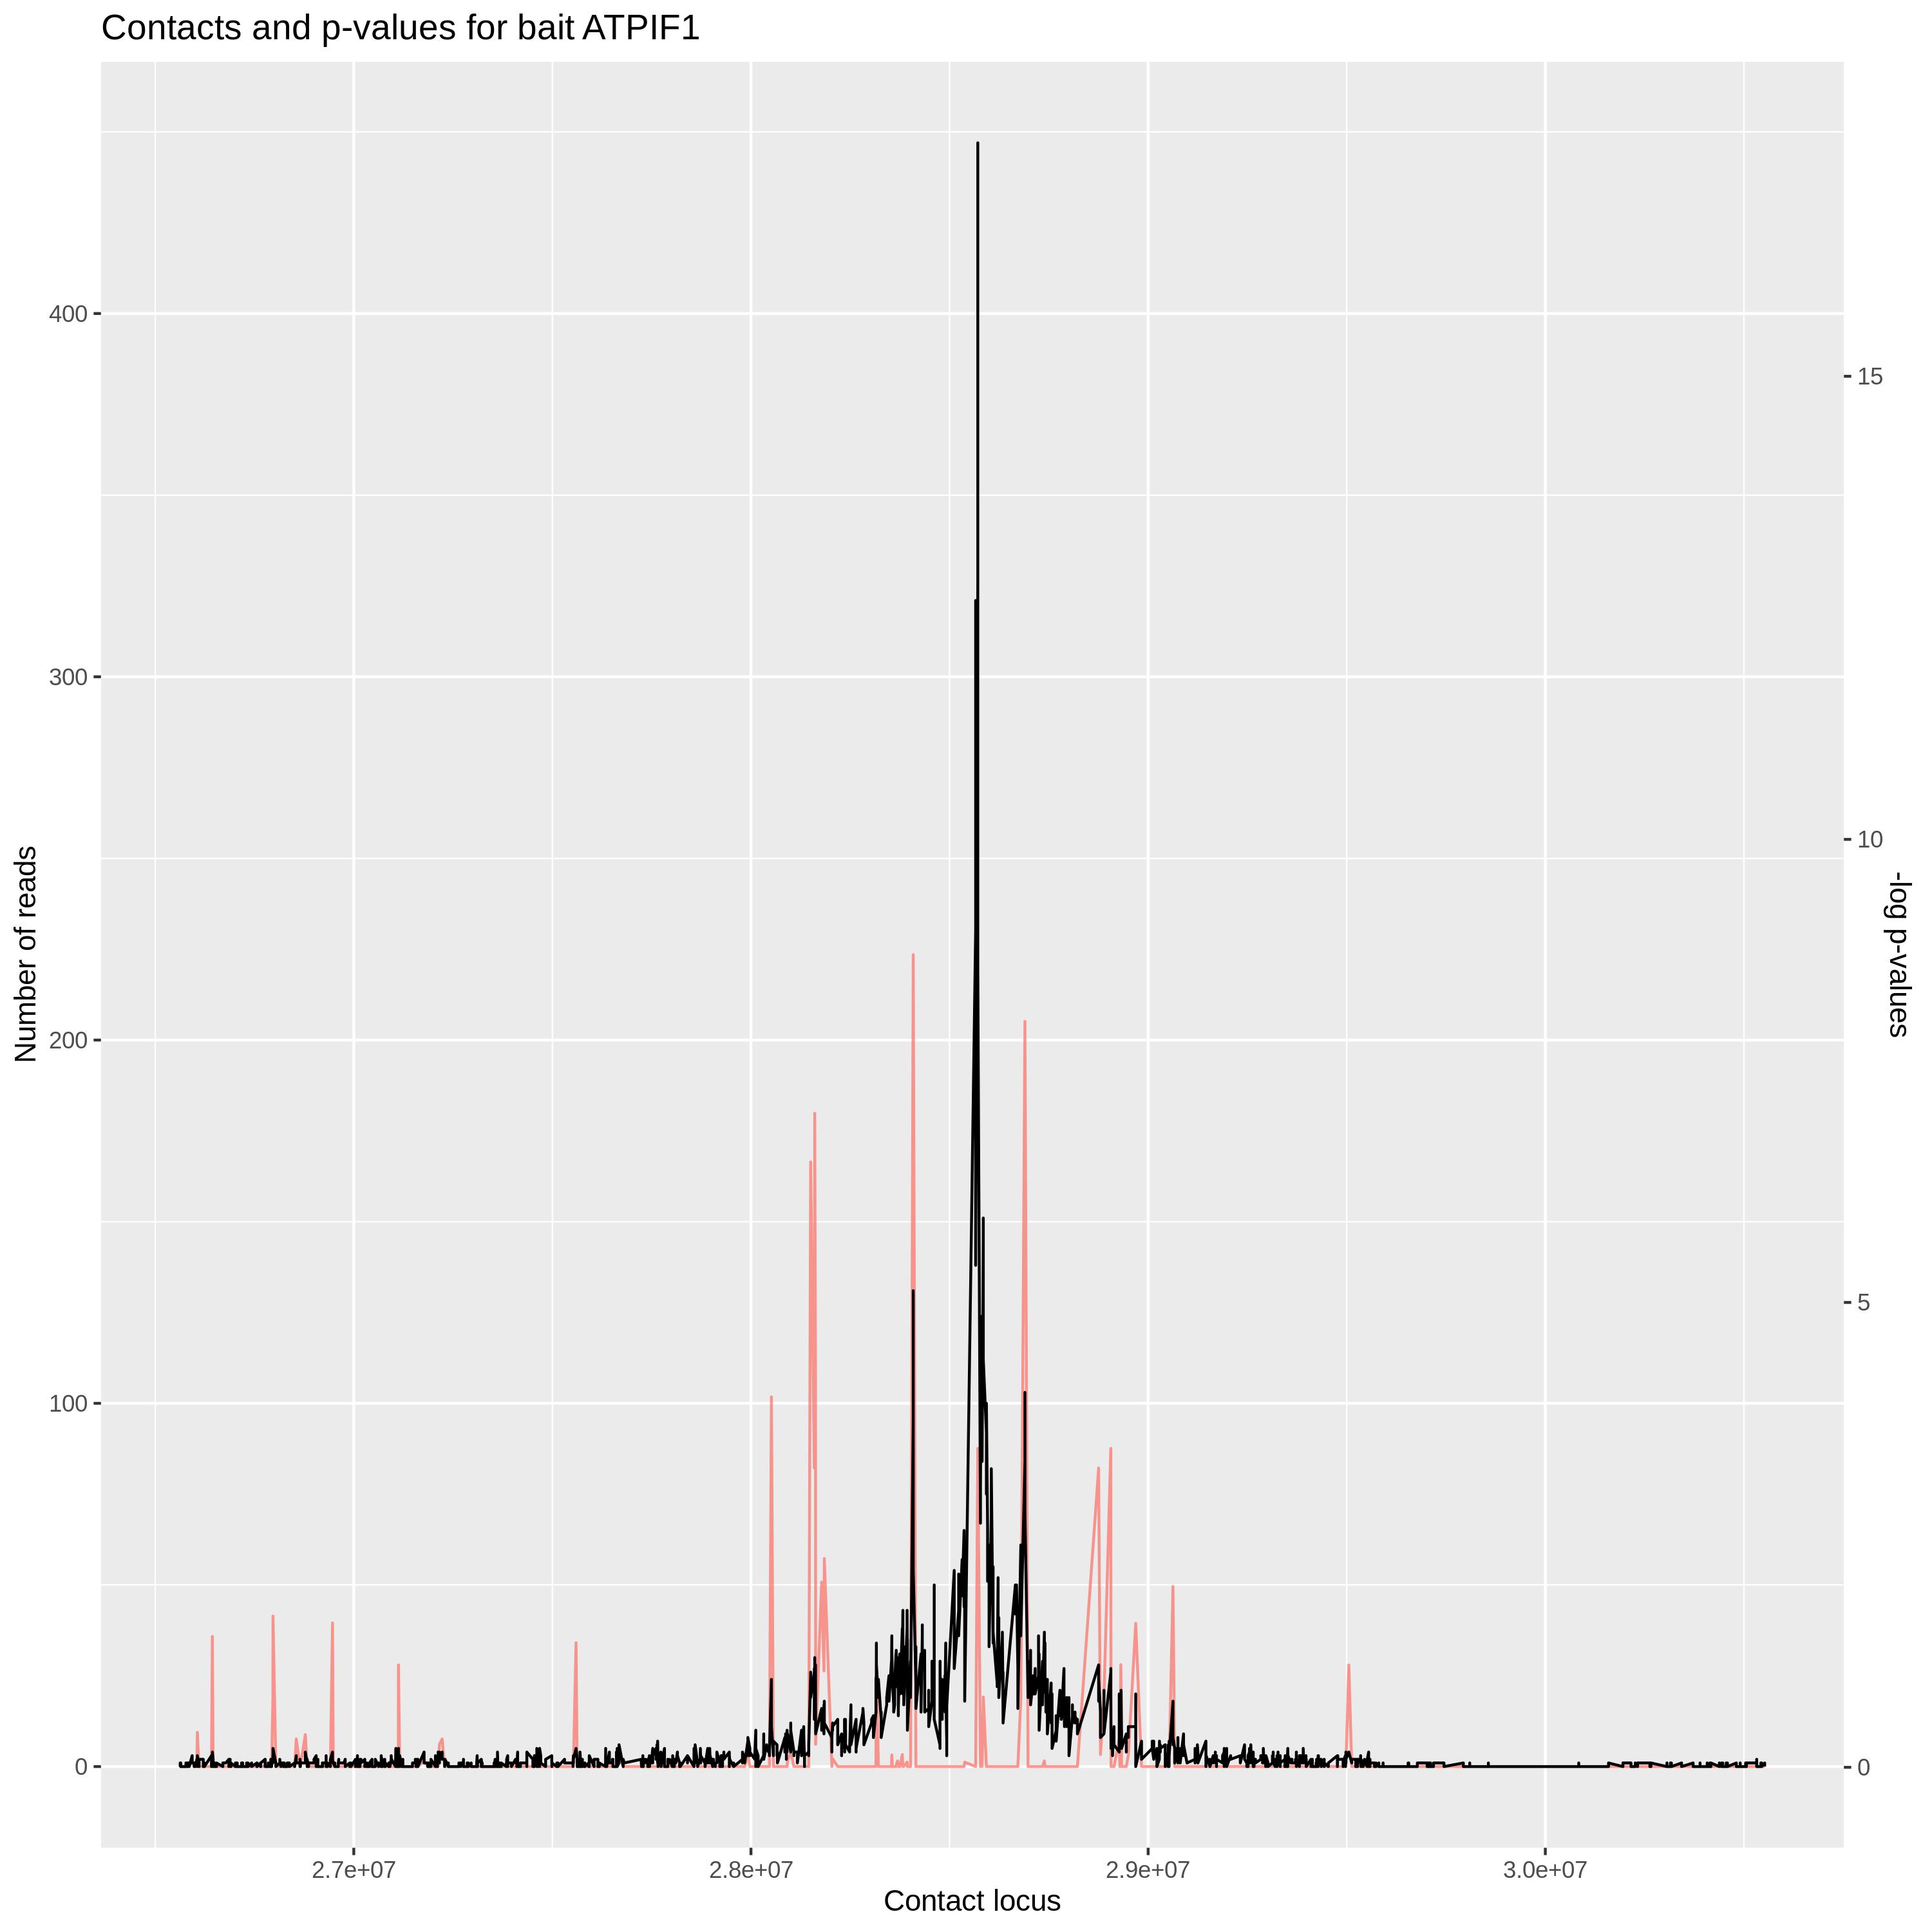 Contacts and p-values for bait ATPIF1
400
300
200
100
0
15
10
5
0
Number of reads
-log p-values
2.7e+07
2.8e+07
2.9e+07
3.0e+07
Contact locus